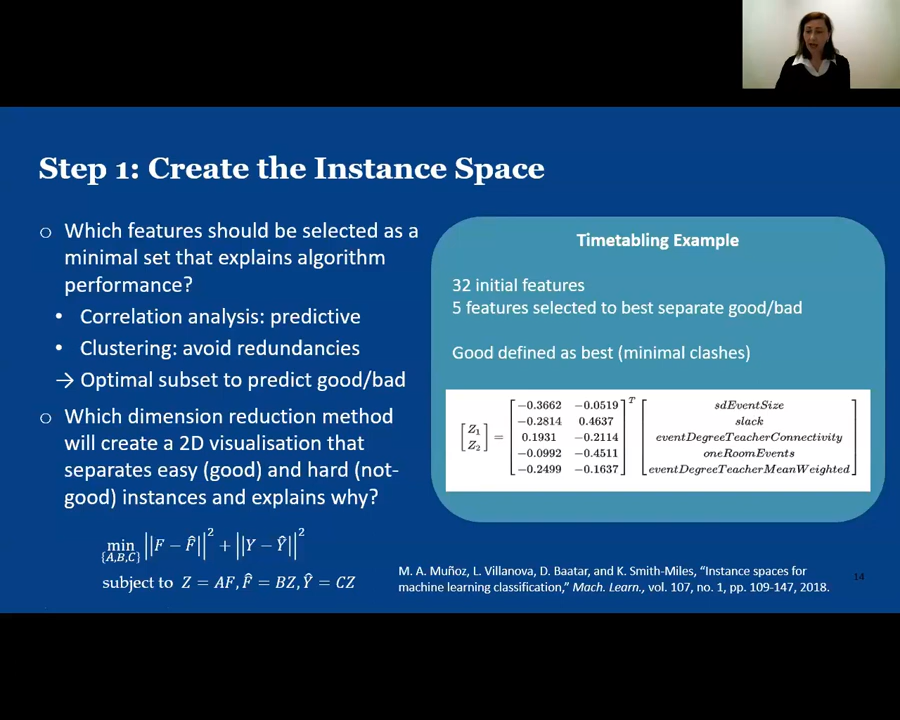 Step 1: Create the Instance Space
○ Which features should be selected as a
minimal set that explains algorithm
performance?
• Correlation analysis: predictive
• Clustering: avoid redundancies
→ Optimal subset to predict good/bad
○ Which dimension reduction method
will create a 2D visualisation that
separates easy (good) and hard (not-
good) instances and explains why?
min ||F − F̂||² + ||Y − Ŷ||²
{A,B,C}
subject to Z = AF, F̂ = BZ, Ŷ = CZ
Timetabling Example
32 initial features
5 features selected to best separate good/bad
Good defined as best (minimal clashes)
−0.3662 −0.0519 T sdEventSize
Z₁ −0.2814 0.4637 slack
= 0.1931 −0.2114 eventDegreeTeacherConnectivity
Z₂ −0.0992 −0.4511 oneRoomEvents
−0.2499 −0.1637 eventDegreeTeacherMeanWeighted
M. A. Muñoz, L. Villanova, D. Baatar, and K. Smith-Miles, “Instance spaces for
machine learning classification,” Mach. Learn., vol. 107, no. 1, pp. 109-147, 2018.
14